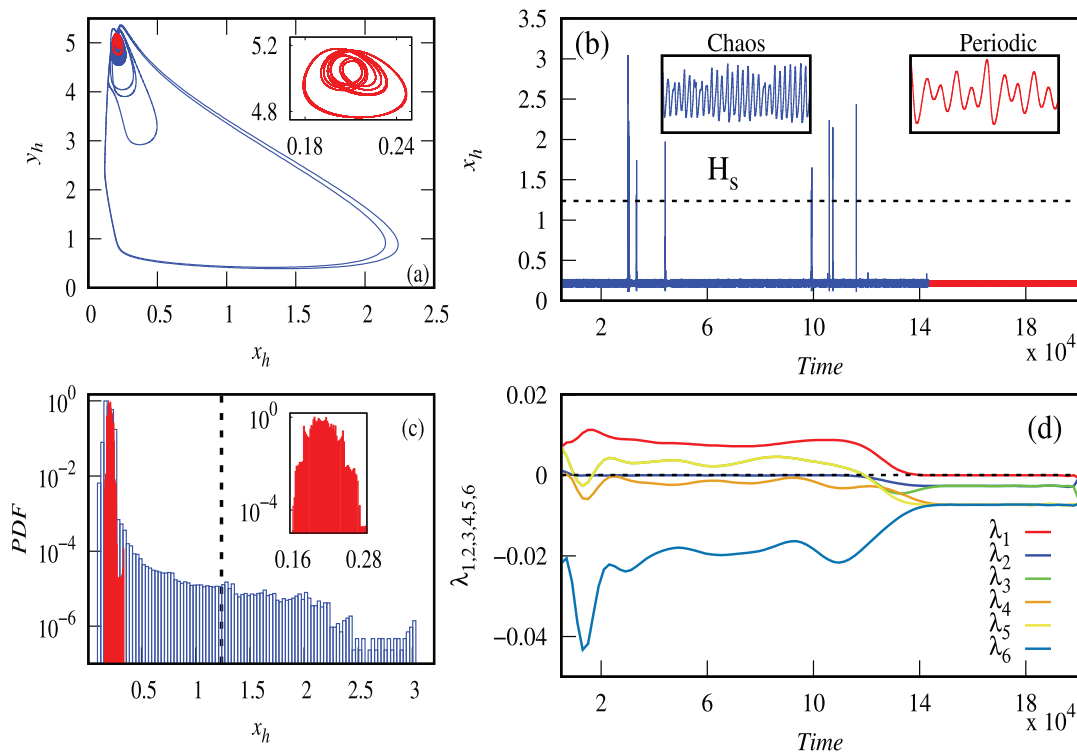 5
4
3
2
1
0
y_h
5.2
4.8
0.18
0.24
(a)
0
0.5
1
1.5
2
2.5
x_h
3.5
3
2.5
2
1.5
1
0.5
0
x_h
(b)
Chaos
Periodic
H_s
2
6
10
14
18
x 10^4
Time
10^0
10^-2
10^-4
10^-6
PDF
10^0
10^-4
0.16
0.28
(c)
0.5
1
1.5
2
2.5
3
x_h
0.02
0
−0.02
−0.04
λ_1,2,3,4,5,6
(d)
λ_1
λ_2
λ_3
λ_4
λ_5
λ_6
2
6
10
14
18
x 10^4
Time